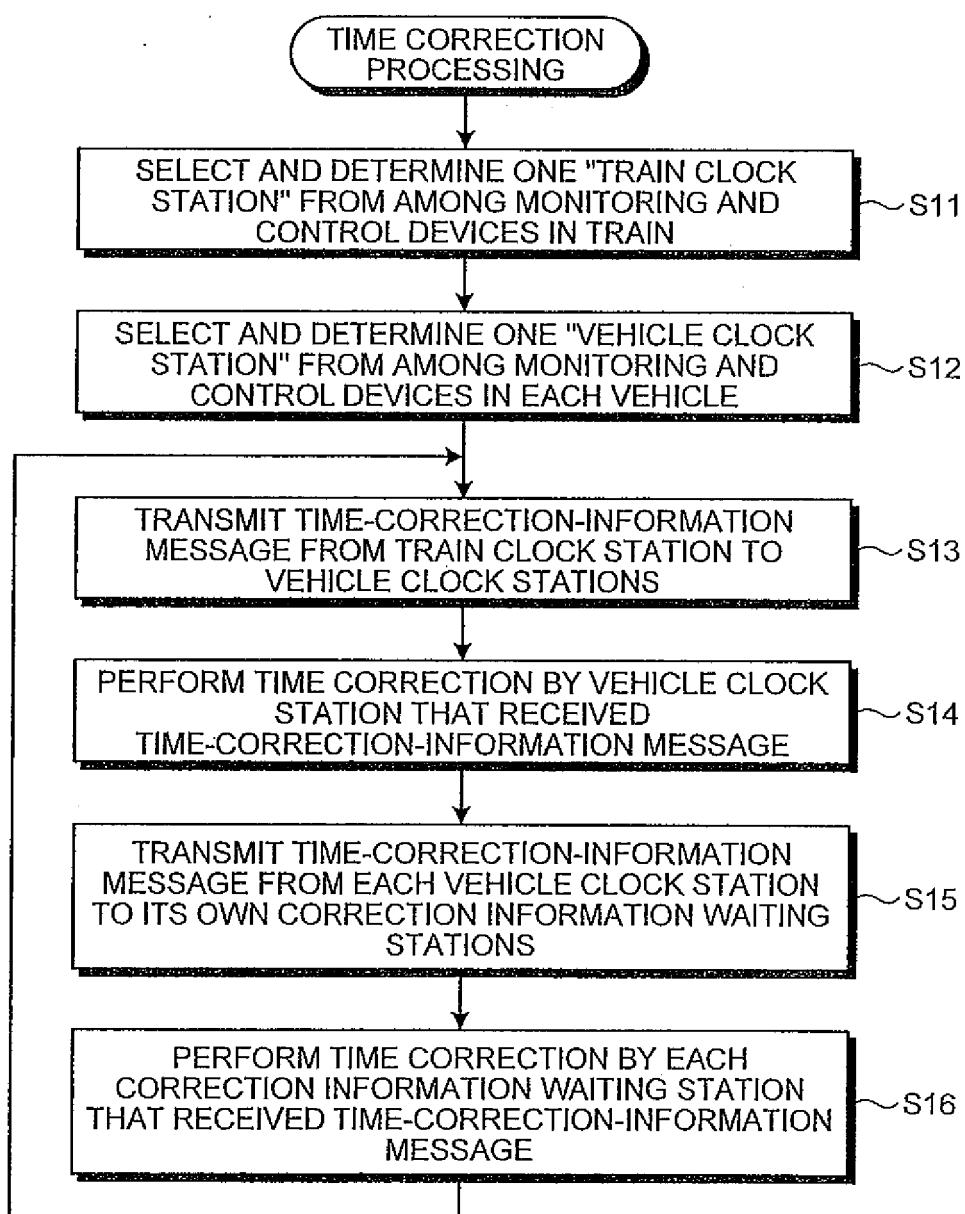 TIME CORRECTION
PROCESSING
SELECT AND DETERMINE ONE "TRAIN CLOCK
STATION" FROM AMONG MONITORING AND
CONTROL DEVICES IN TRAIN
S11
SELECT AND DETERMINE ONE "VEHICLE CLOCK
STATION" FROM AMONG MONITORING AND
CONTROL DEVICES IN EACH VEHICLE
S12
TRANSMIT TIME-CORRECTION-INFORMATION
MESSAGE FROM TRAIN CLOCK STATION TO
VEHICLE CLOCK STATIONS
S13
PERFORM TIME CORRECTION BY VEHICLE CLOCK
STATION THAT RECEIVED
TIME-CORRECTION-INFORMATION MESSAGE
S14
TRANSMIT TIME-CORRECTION-INFORMATION
MESSAGE FROM EACH VEHICLE CLOCK STATION
TO ITS OWN CORRECTION INFORMATION WAITING
STATIONS
S15
PERFORM TIME CORRECTION BY EACH
CORRECTION INFORMATION WAITING STATION
THAT RECEIVED TIME-CORRECTION-INFORMATION
MESSAGE
S16